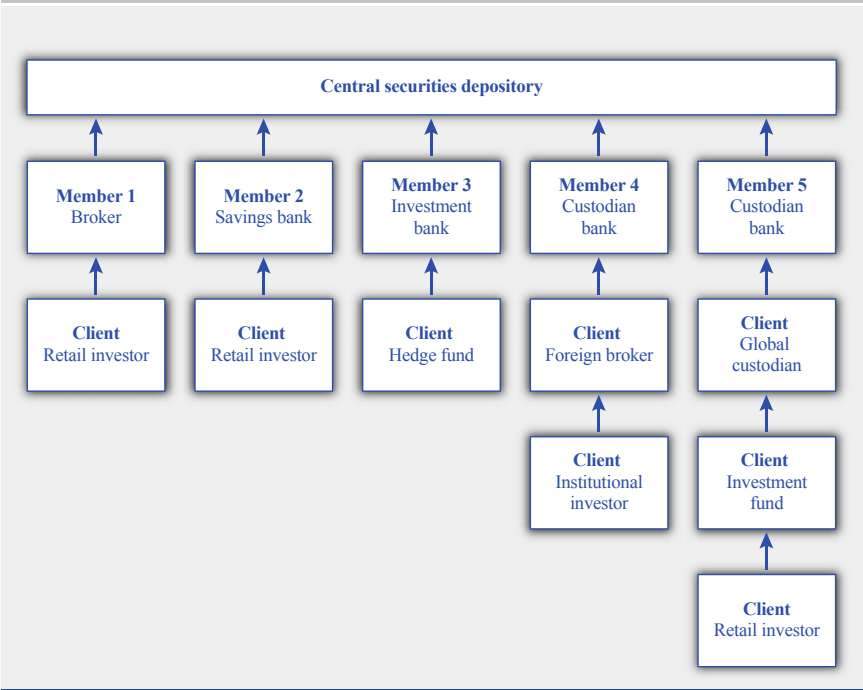 Central securities depository
Member 1
Broker
Member 2
Savings bank
Member 3
Investment
bank
Member 4
Custodian
bank
Member 5
Custodian
bank
Client
Retail investor
Client
Retail investor
Client
Hedge fund
Client
Foreign broker
Client
Global
custodian
Client
Institutional
investor
Client
Investment
fund
Client
Retail investor